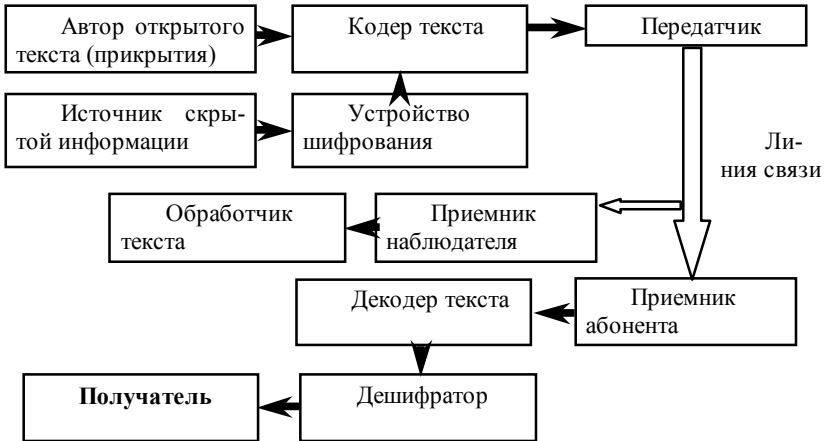 Автор открытого
текста (прикрытия)
Кодер текста
Передатчик
Источник скры-
той информации
Устройство
шифрования
Ли-
ния связи
Обработчик
текста
Приемник
наблюдателя
Декодер текста
Приемник
абонента
Получатель
Дешифратор